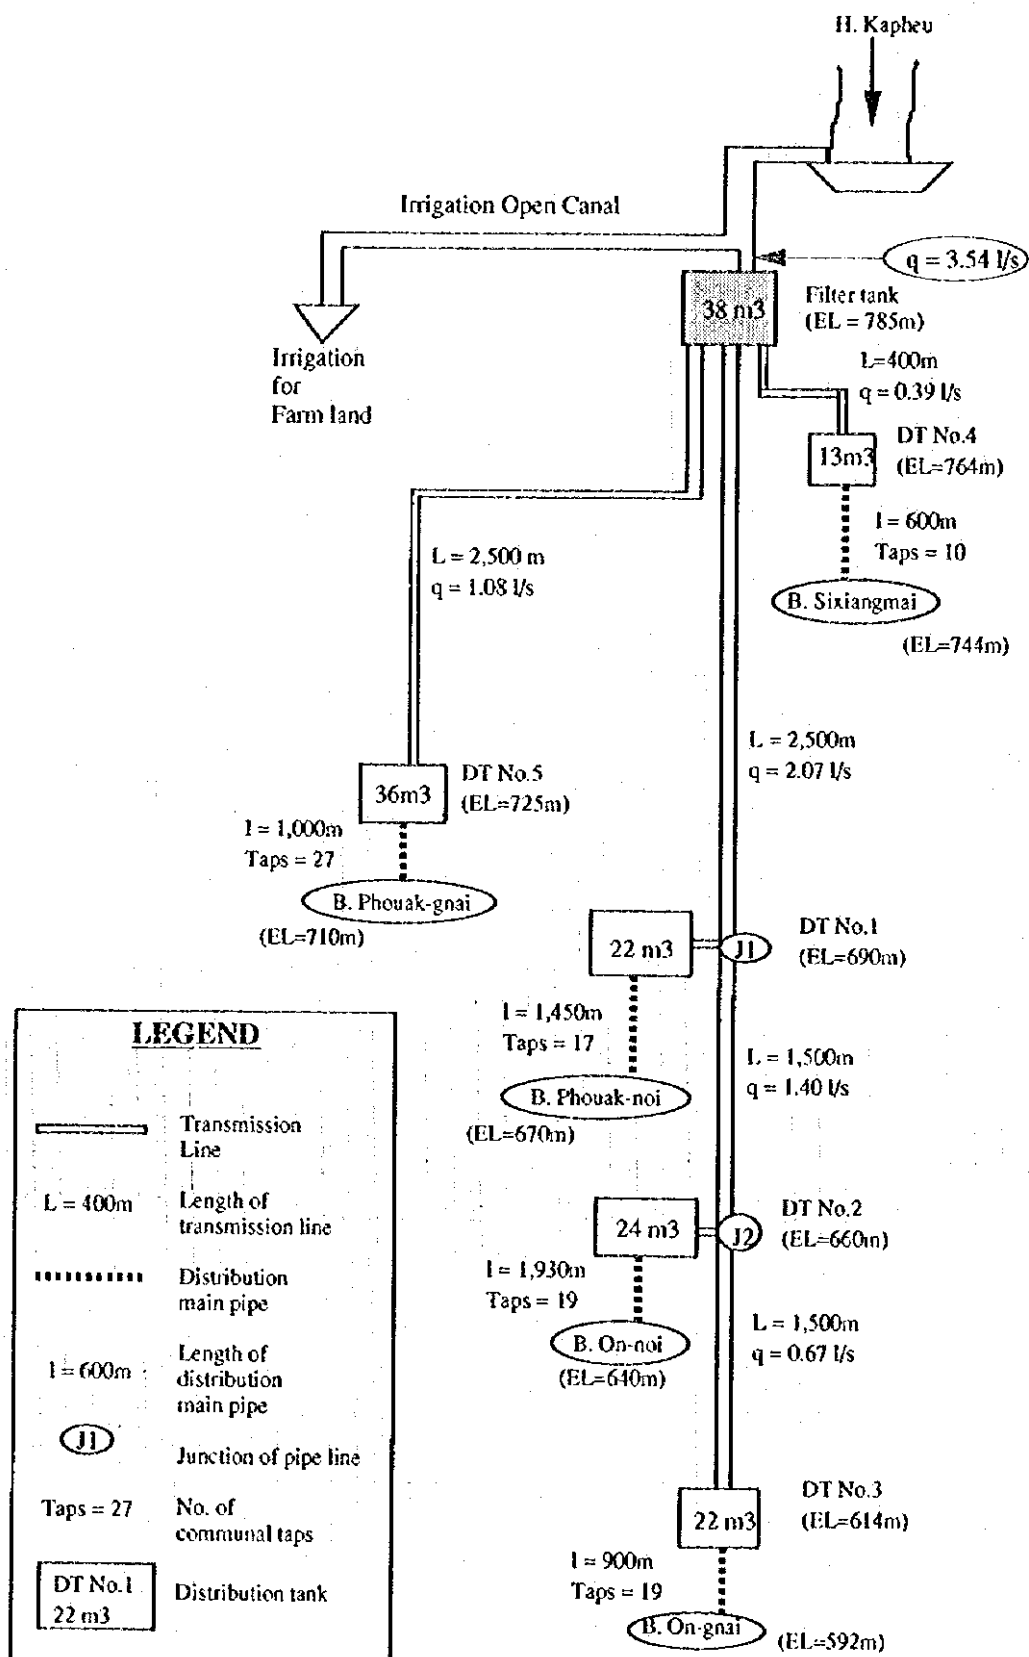 H. Kapheu
Irrigation Open Canal
q = 3.54 l/s
38 m3
Filter tank
(EL = 785m)
Irrigation
for
Farm land
L=400m
q = 0.39 l/s
DT No.4
13m3
(EL=764m)
l = 600m
Taps = 10
B. Sixiangmai
(EL=744m)
L = 2,500 m
q = 1.08 l/s
L = 2,500m
q = 2.07 l/s
DT No.5
36m3
(EL=725m)
l = 1,000m
Taps = 27
B. Phouak-gnai
(EL=710m)
22 m3
J1
DT No.1
(EL=690m)
l = 1,450m
Taps = 17
B. Phouak-noi
(EL=670m)
L = 1,500m
q = 1.40 l/s
24 m3
J2
DT No.2
(EL=660m)
l = 1,930m
Taps = 19
B. On-noi
(EL=640m)
L = 1,500m
q = 0.67 l/s
22 m3
DT No.3
(EL=614m)
l = 900m
Taps = 19
B. On-gnai
(EL=592m)
LEGEND
Transmission
Line
L = 400m
Length of
transmission line
Distribution
main pipe
l = 600m
Length of
distribution
main pipe
J1
Junction of pipe line
Taps = 27
No. of
communal taps
DT No.1
22 m3
Distribution tank